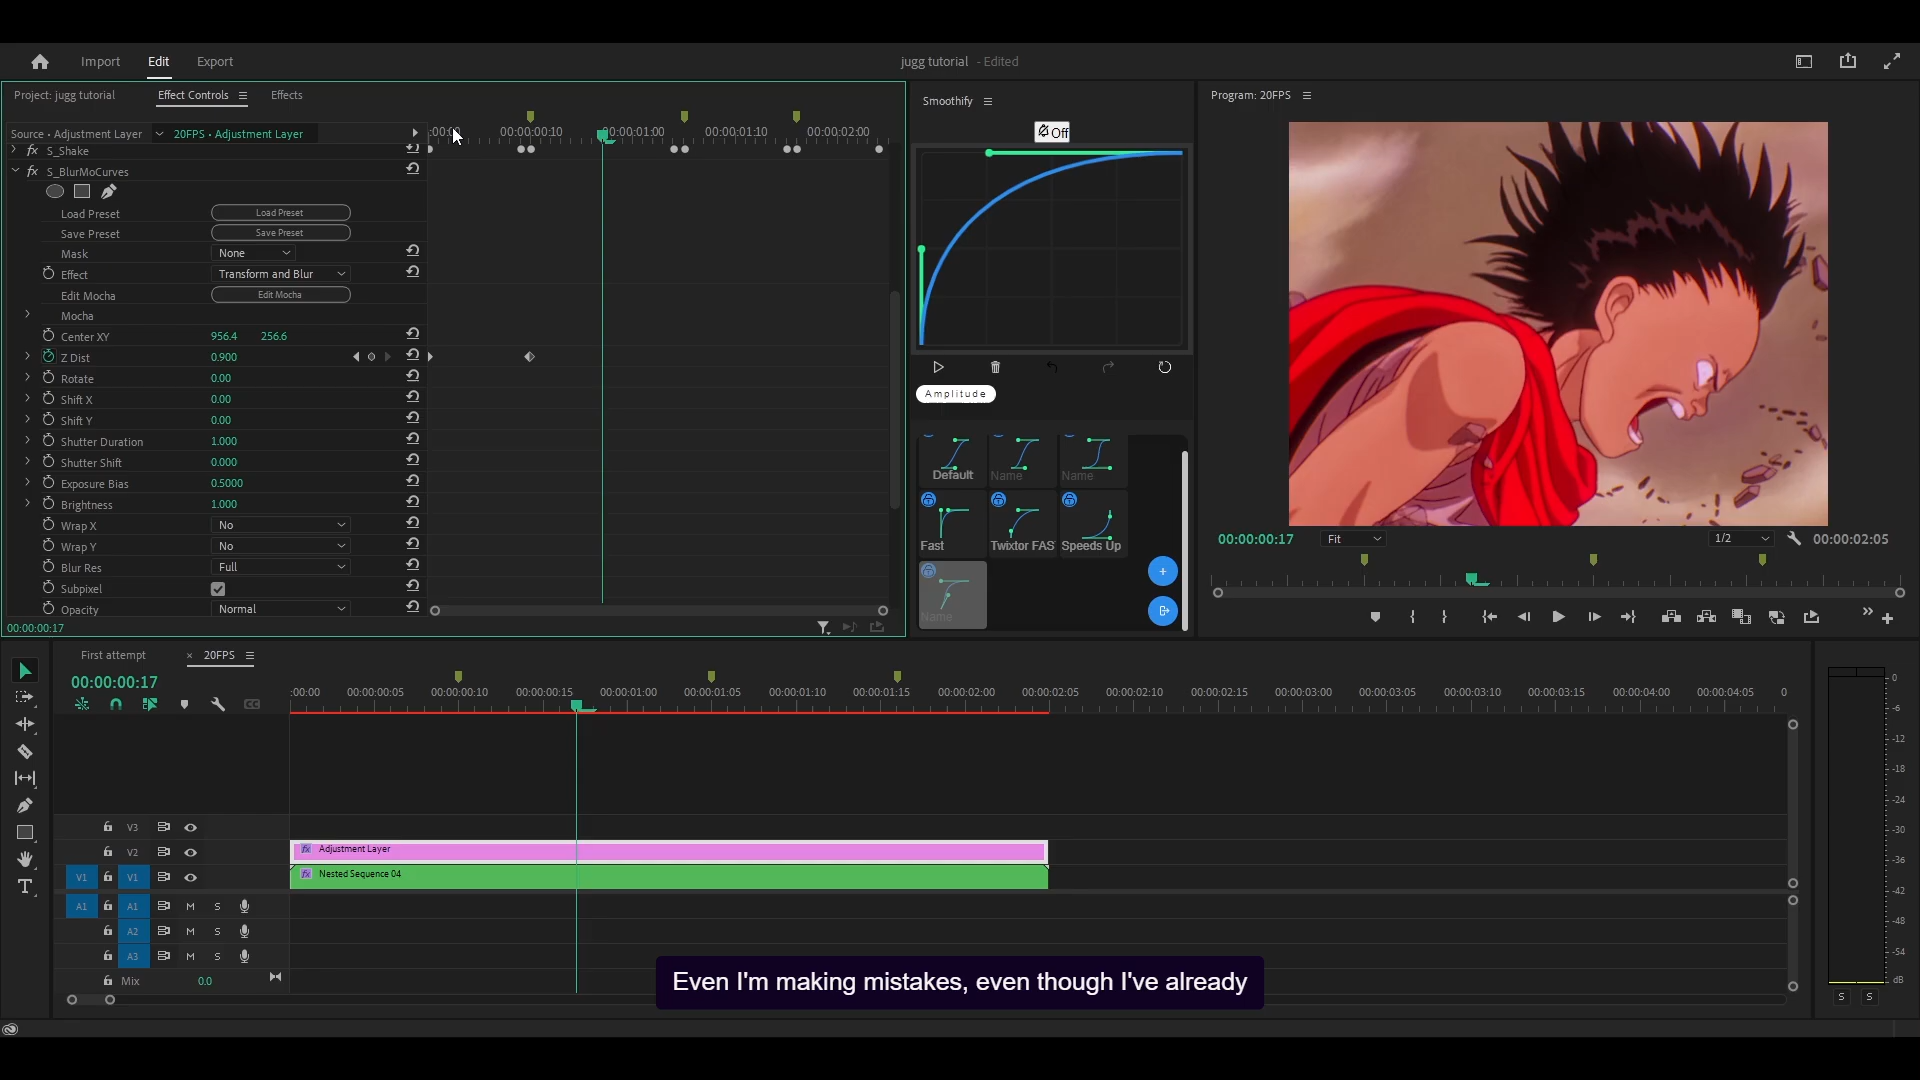 Import Edit Export
jugg tutorial - Edited
Project: jugg tutorial Effect Controls Effects
Source • Adjustment Layer 20FPS • Adjustment Layer
00:00:00:10 00:00:01:00 00:00:01:10 00:00:02:00
fx S_Shake
fx S_BlurMoCurves
Load Preset Load Preset
Save Preset Save Preset
Mask None
Effect Transform and Blur
Edit Mocha Edit Mocha
Mocha
Center XY 956.4 256.6
Z Dist 0.900
Rotate 0.00
Shift X 0.00
Shift Y 0.00
Shutter Duration 1.000
Shutter Shift 0.000
Exposure Bias 0.5000
Brightness 1.000
Wrap X No
Wrap Y No
Blur Res Full
Subpixel
Opacity Normal
00:00:00:17
Smoothify
Off
Amplitude
Default Name Name
Fast Twixtor FAS Speeds Up
Name
Program: 20FPS
00:00:00:17 Fit 1/2 00:00:02:05
First attempt × 20FPS
00:00:00:17
:00:00 00:00:00:05 00:00:00:10 00:00:00:15 00:00:01:00 00:00:01:05 00:00:01:10 00:00:01:15 00:00:02:00 00:00:02:05 00:00:02:10 00:00:02:15 00:00:03:00 00:00:03:05 00:00:03:10 00:00:03:15 00:00:04:00 00:00:04:05 0
V3
V2 fx Adjustment Layer
V1 V1 fx Nested Sequence 04
A1 A1 M S
A2 M S
A3 M S
Mix 0.0
0
-6
-12
-18
-24
-30
-36
-42
-48
-54
dB
S S
Even I'm making mistakes, even though I've already